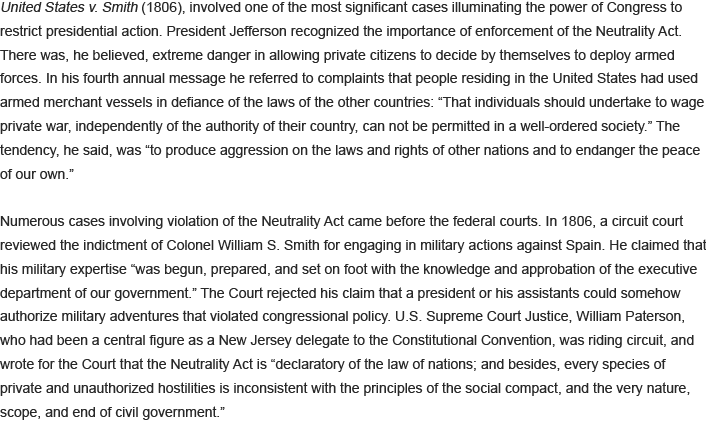 United States v. Smith (1806), involved one of the most significant cases illuminating the power of Congress to
restrict presidential action. President Jefferson recognized the importance of enforcement of the Neutrality Act.
There was, he believed, extreme danger in allowing private citizens to decide by themselves to deploy armed
forces. In his fourth annual message he referred to complaints that people residing in the United States had used
armed merchant vessels in defiance of the laws of the other countries: “That individuals should undertake to wage
private war, independently of the authority of their country, can not be permitted in a well-ordered society.” The
tendency, he said, was “to produce aggression on the laws and rights of other nations and to endanger the peace
of our own.”

Numerous cases involving violation of the Neutrality Act came before the federal courts. In 1806, a circuit court
reviewed the indictment of Colonel William S. Smith for engaging in military actions against Spain. He claimed that
his military expertise “was begun, prepared, and set on foot with the knowledge and approbation of the executive
department of our government.” The Court rejected his claim that a president or his assistants could somehow
authorize military adventures that violated congressional policy. U.S. Supreme Court Justice, William Paterson,
who had been a central figure as a New Jersey delegate to the Constitutional Convention, was riding circuit, and
wrote for the Court that the Neutrality Act is “declaratory of the law of nations; and besides, every species of
private and unauthorized hostilities is inconsistent with the principles of the social compact, and the very nature,
scope, and end of civil government.”